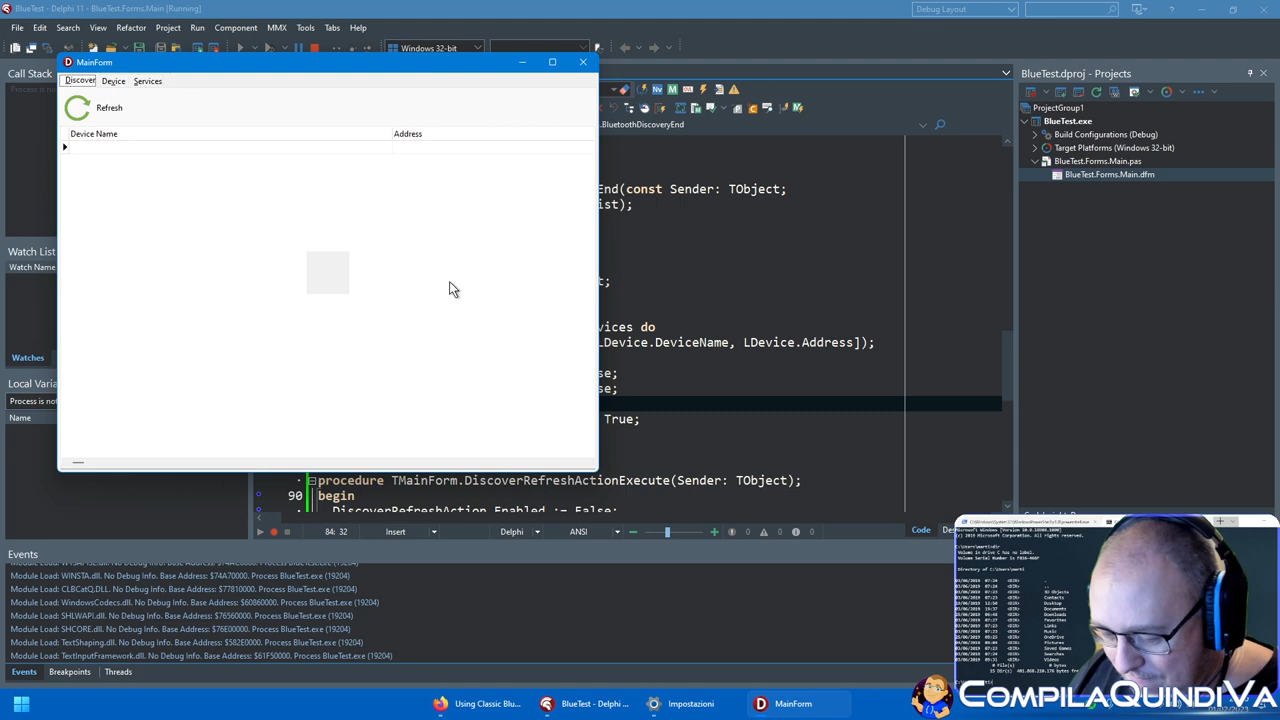 BlueTest - Delphi 11 - BlueTest.Forms.Main [Running]
Debug Layout
File Edit Search View Refactor Project Run Component MMX Tools Tabs Help
Windows 32-bit
Call Stack
Process is no
MainForm
Discover Device Services
Refresh
Device Name Address
BluetoothDiscoveryEnd
End(const Sender: TObject;
ist);
t;
vices do
LDevice.DeviceName, LDevice.Address]);
se;
se;
True;
procedure TMainForm.DiscoverRefreshActionExecute(Sender: TObject);
90 begin
DiscoverRefreshAction.Enabled := False;
84: 32 Insert Delphi ANSI 0 0 0
Code
Watch List
Watch Name
Watches
Local Varia
Process is not
Name
BlueTest.dproj - Projects
ProjectGroup1
BlueTest.exe
Build Configurations (Debug)
Target Platforms (Windows 32-bit)
BlueTest.Forms.Main.pas
BlueTest.Forms.Main.dfm
Events
Module Load: WINSTA.dll. No Debug Info. Base Address: $74A70000. Process BlueTest.exe (19204)
Module Load: CLBCatQ.DLL. No Debug Info. Base Address: $77810000. Process BlueTest.exe (19204)
Module Load: WindowsCodecs.dll. No Debug Info. Base Address: $60B60000. Process BlueTest.exe (19204)
Module Load: SHLWAPI.dll. No Debug Info. Base Address: $76560000. Process BlueTest.exe (19204)
Module Load: SHCORE.dll. No Debug Info. Base Address: $76E00000. Process BlueTest.exe (19204)
Module Load: TextShaping.dll. No Debug Info. Base Address: $582E0000. Process BlueTest.exe (19204)
Module Load: TextInputFramework.dll. No Debug Info. Base Address: $61F50000. Process BlueTest.exe (19204)
Events Breakpoints Threads
Using Classic Blu... BlueTest - Delphi ... Impostazioni MainForm
CompilaQuindiVa